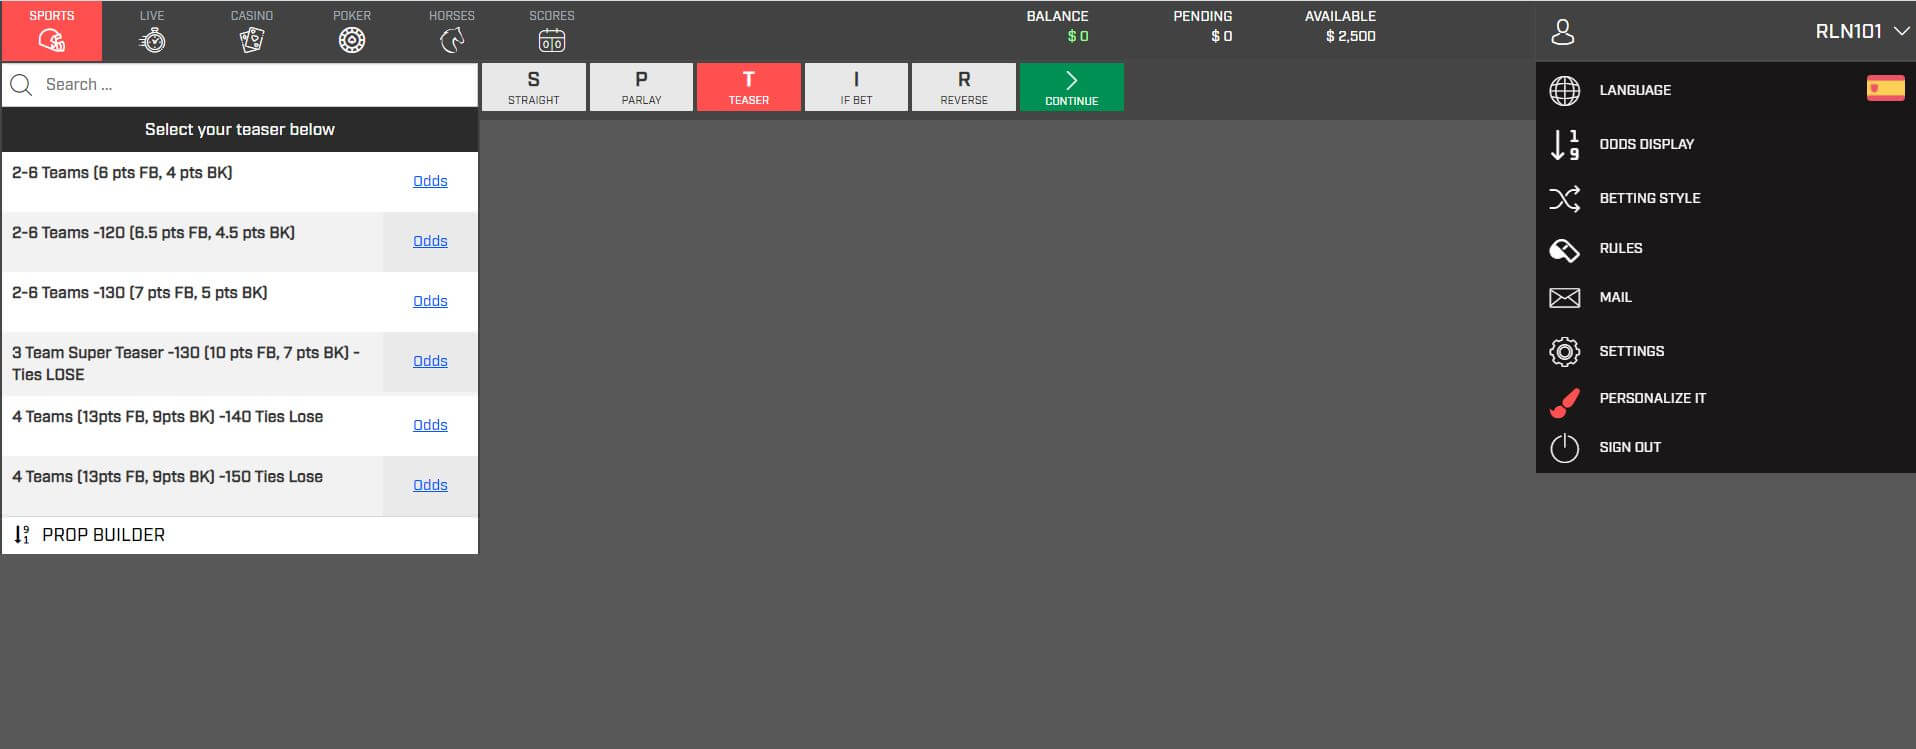 SPORTS
LIVE
CASINO
POKER
HORSES
SCORES
BALANCE
$ 0
PENDING
$ 0
AVAILABLE
$ 2,500
RLN101
Search ...
S
STRAIGHT
P
PARLAY
T
TEASER
I
IF BET
R
REVERSE
CONTINUE
Select your teaser below
2-6 Teams (6 pts FB, 4 pts BK)
Odds
2-6 Teams -120 (6.5 pts FB, 4.5 pts BK)
Odds
2-6 Teams -130 (7 pts FB, 5 pts BK)
Odds
3 Team Super Teaser -130 (10 pts FB, 7 pts BK) -
Ties LOSE
Odds
4 Teams (13pts FB, 9pts BK) -140 Ties Lose
Odds
4 Teams (13pts FB, 9pts BK) -150 Ties Lose
Odds
9
1
PROP BUILDER
LANGUAGE
1
9
ODDS DISPLAY
BETTING STYLE
RULES
MAIL
SETTINGS
PERSONALIZE IT
SIGN OUT